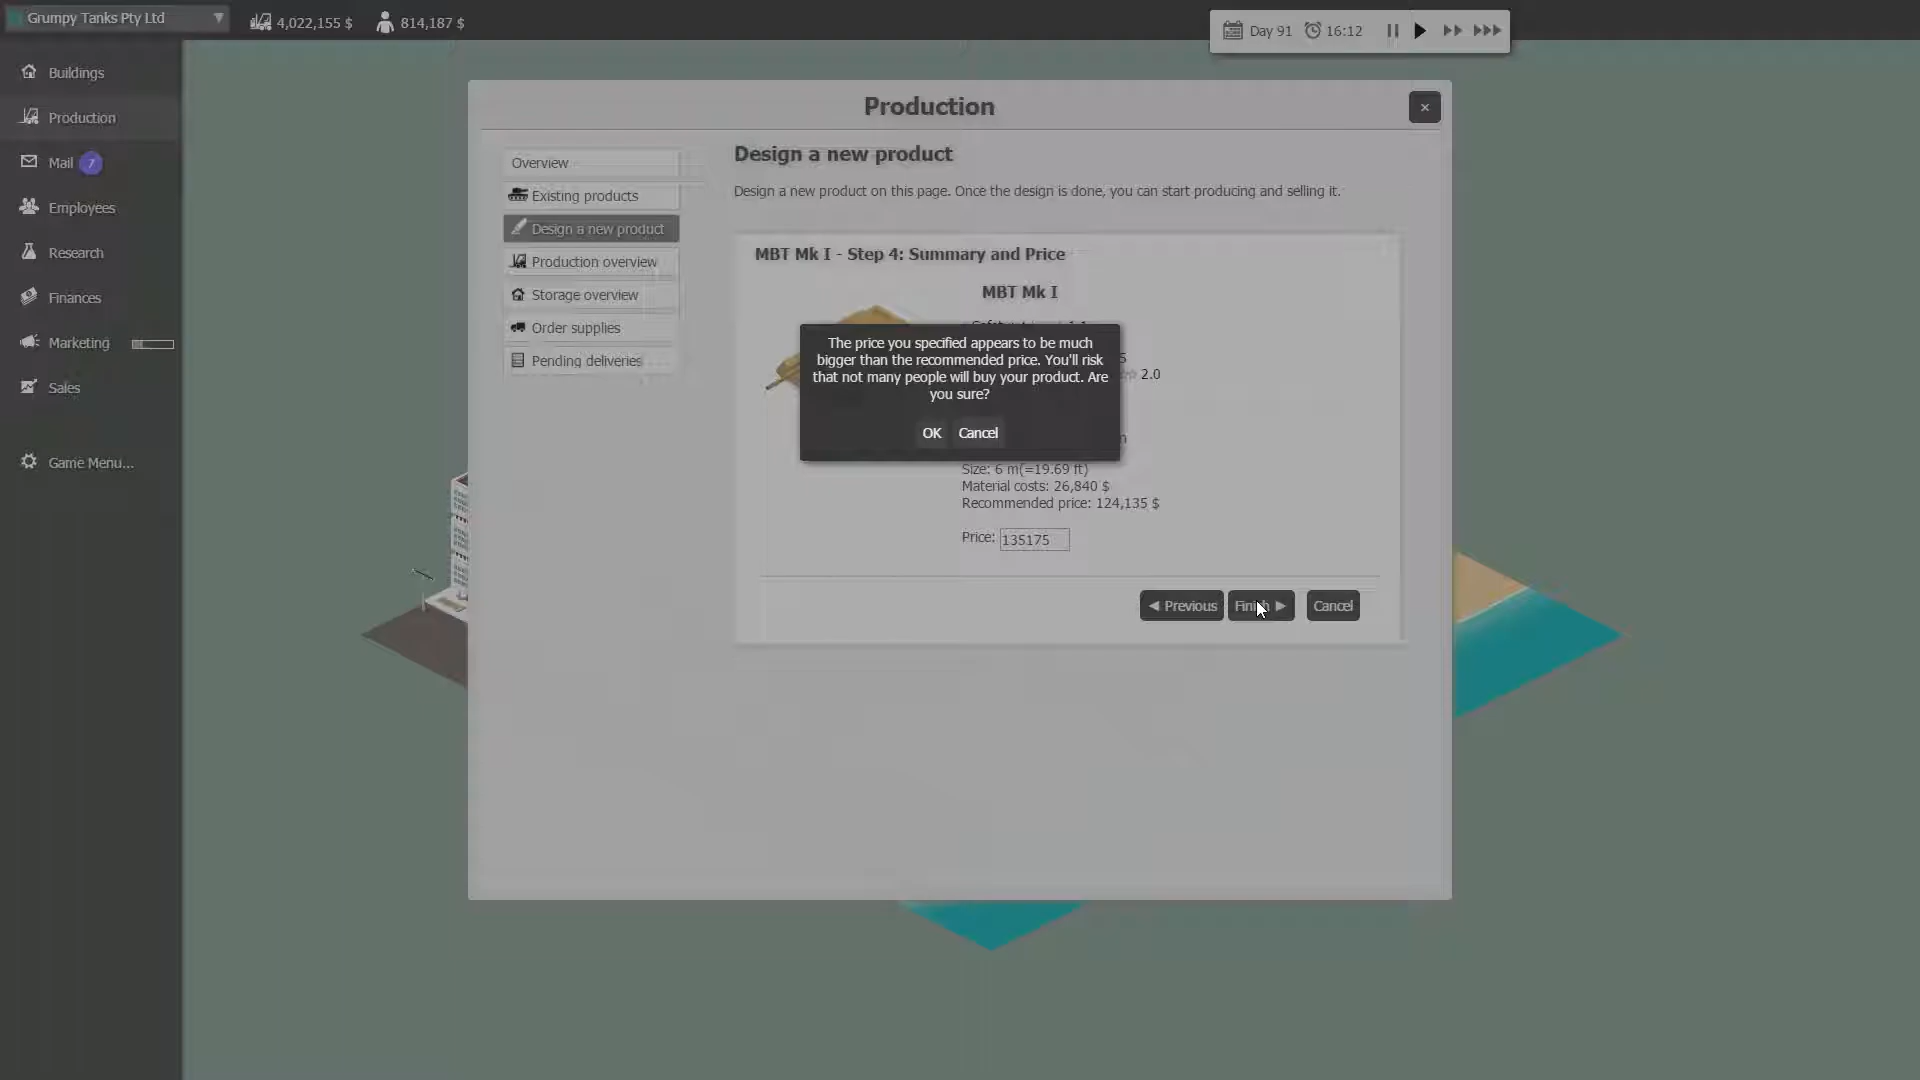 Grumpy Tanks Pty Ltd
4,022,155 $
814,187 $
Day 91
16:12
Buildings
Production
Mail
7
Employees
Research
Finances
Marketing
Sales
Game Menu...
Production
×
Overview
Existing products
Design a new product
Production overview
Storage overview
Order supplies
Pending deliveries
Design a new product
Design a new product on this page. Once the design is done, you can start producing and selling it.
MBT Mk I - Step 4: Summary and Price
MBT Mk I
2.0
The price you specified appears to be much
bigger than the recommended price. You'll risk
that not many people will buy your product. Are
you sure?
OK
Cancel
Size: 6 m(=19.69 ft)
Material costs: 26,840 $
Recommended price: 124,135 $
Price: 135175
Previous
Finish
Cancel